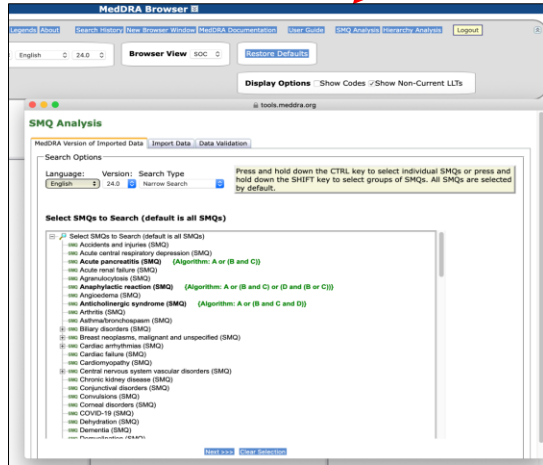 MedDRA Browser
Legends About Search History New Browser Window MedDRA Documentation User Guide SMQ Analysis Hierarchy Analysis Logout
English 24.0 Browser View SOC Restore Defaults
Display Options Show Codes Show Non-Current LLTs
tools.meddra.org
SMQ Analysis
MedDRA Version of Imported Data Import Data Data Validation
Search Options
Language: Version: Search Type
English 24.0 Narrow Search
Press and hold down the CTRL key to select individual SMQs or press and
hold down the SHIFT key to select groups of SMQs. All SMQs are selected
by default.
Select SMQs to Search (default is all SMQs)
Select SMQs to Search (default is all SMQs)
Accidents and injuries (SMQ)
Acute central respiratory depression (SMQ)
Acute pancreatitis (SMQ) {Algorithm: A or (B and C)}
Acute renal failure (SMQ)
Agranulocytosis (SMQ)
Anaphylactic reaction (SMQ) {Algorithm: A or (B and C) or (D and (B or C))}
Angioedema (SMQ)
Anticholinergic syndrome (SMQ) {Algorithm: A or (B and C and D)}
Arthritis (SMQ)
Asthma/bronchospasm (SMQ)
Biliary disorders (SMQ)
Breast neoplasms, malignant and unspecified (SMQ)
Cardiac arrhythmias (SMQ)
Cardiac failure (SMQ)
Cardiomyopathy (SMQ)
Central nervous system vascular disorders (SMQ)
Chronic kidney disease (SMQ)
Conjunctival disorders (SMQ)
Convulsions (SMQ)
Corneal disorders (SMQ)
COVID-19 (SMQ)
Dehydration (SMQ)
Dementia (SMQ)
Demyelination (SMQ)
Next >>> Clear Selection